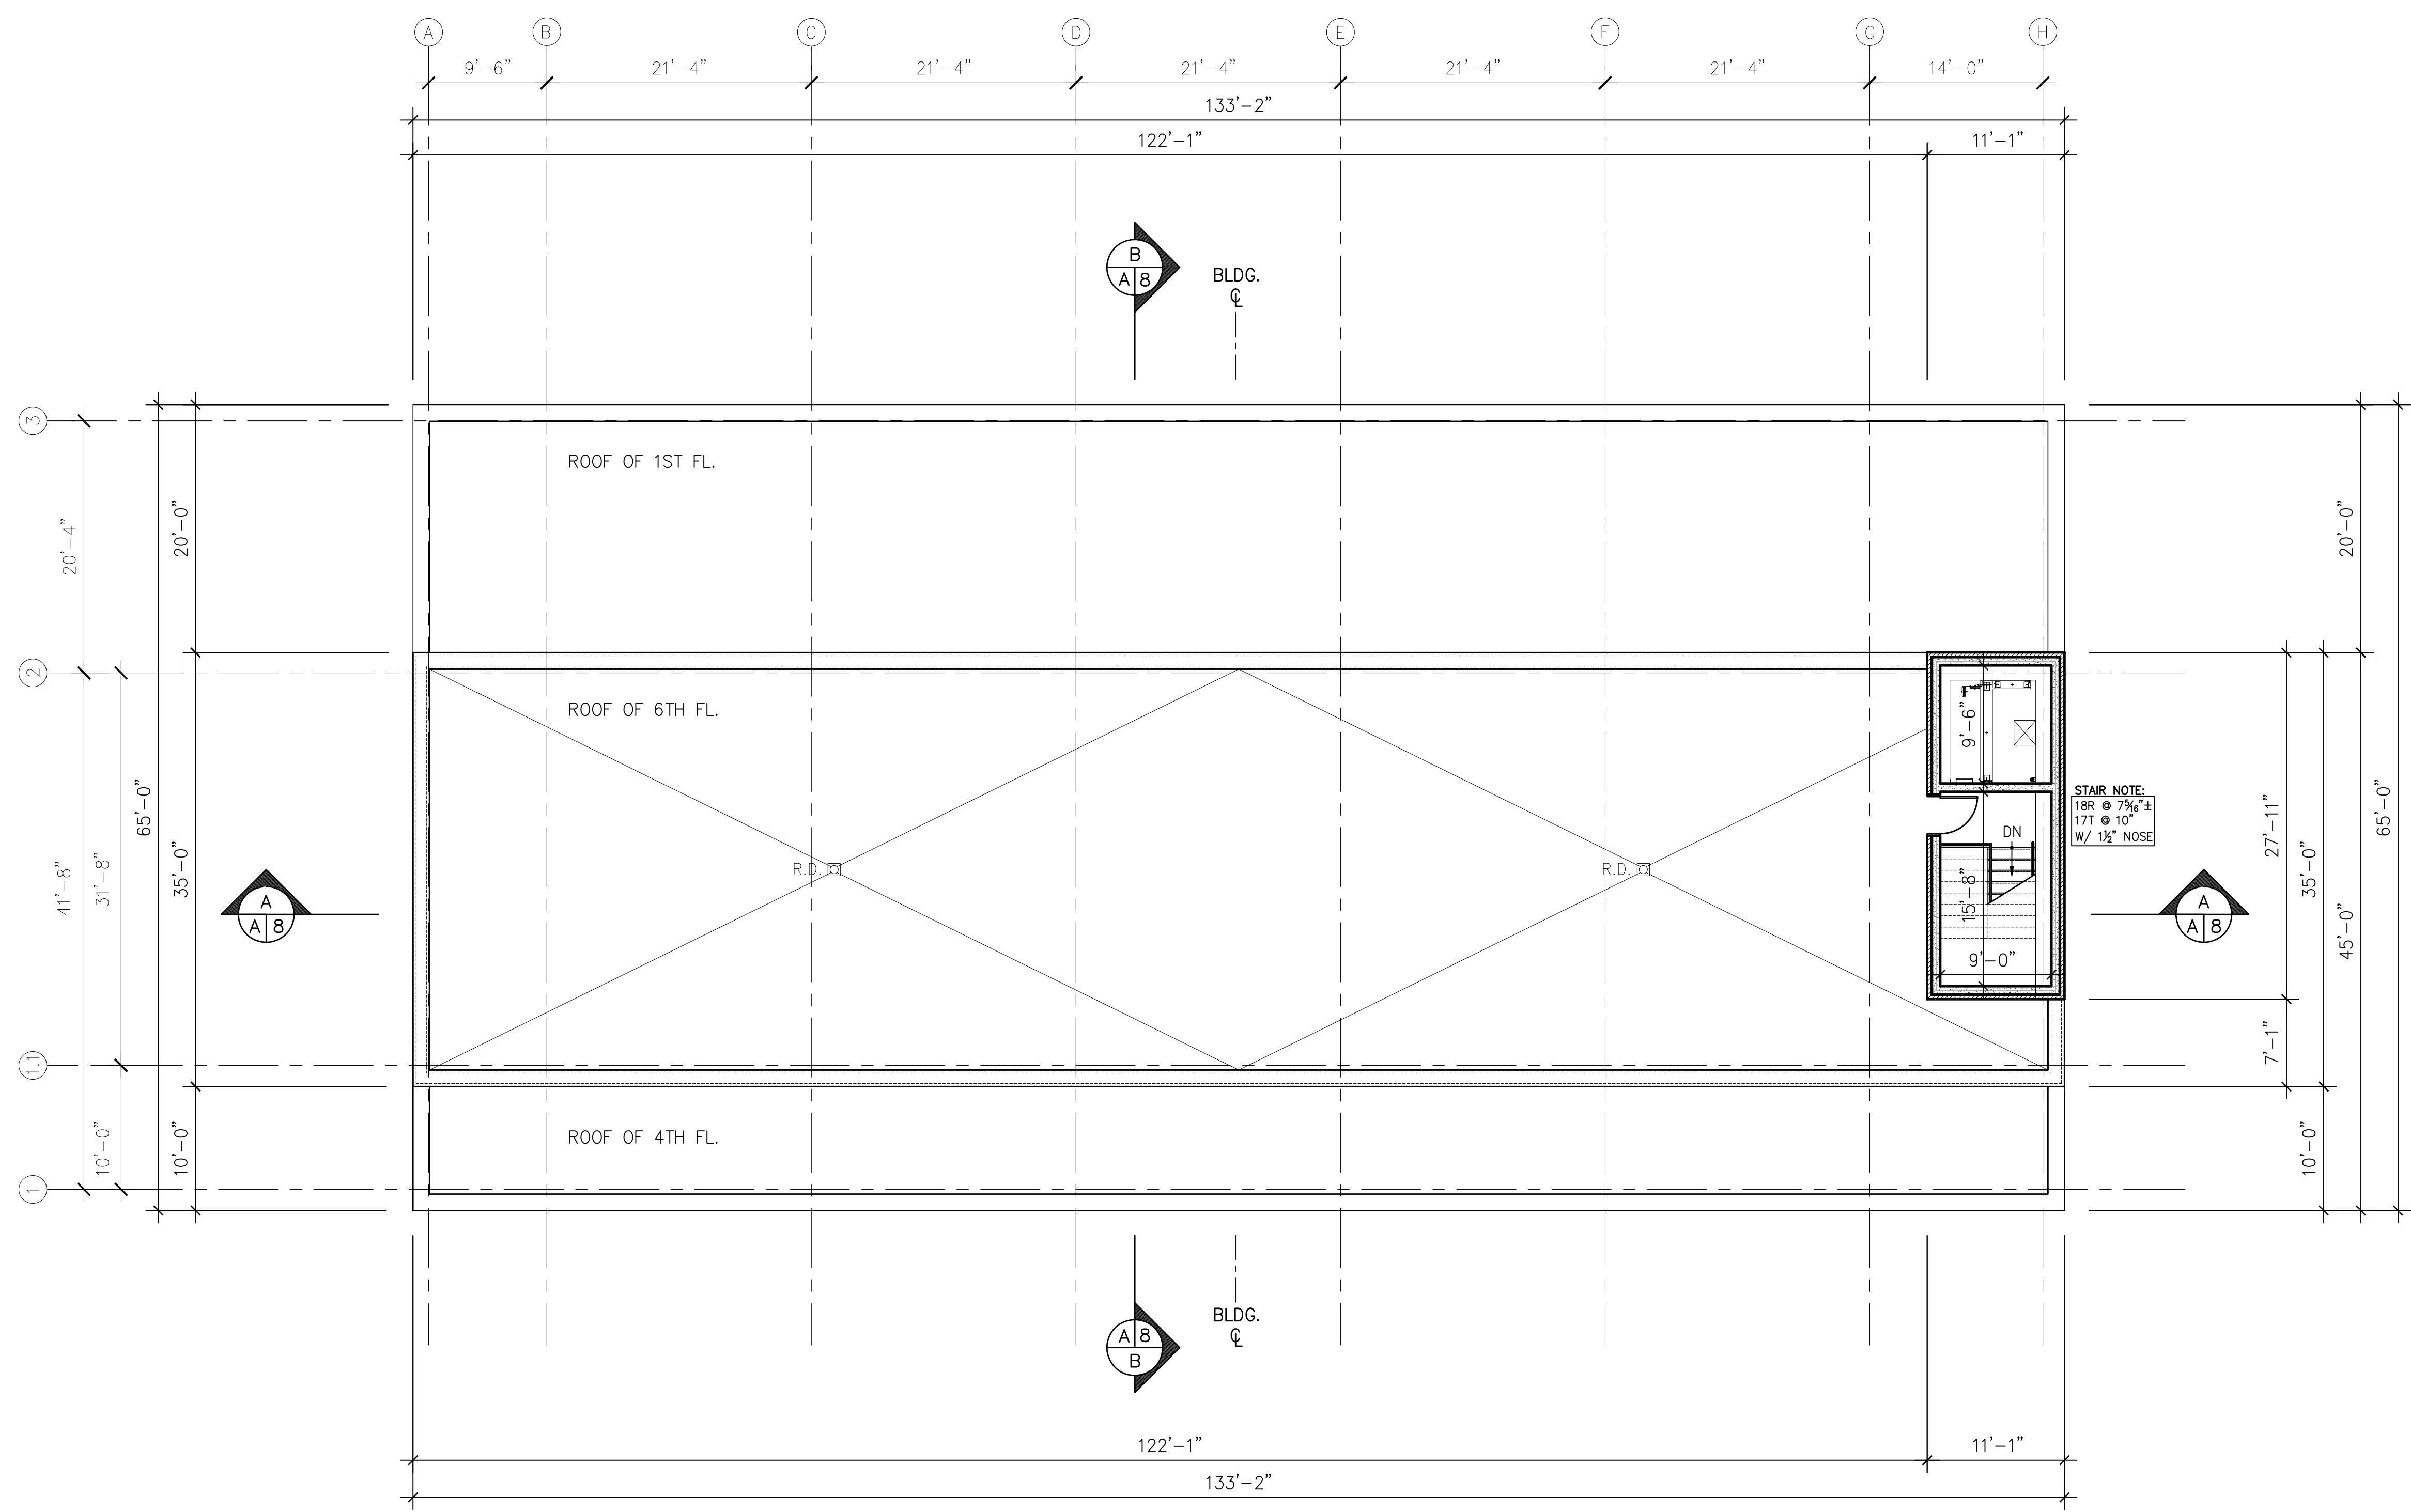 A B C D E F G H
9'-6" 21'-4" 21'-4" 21'-4" 21'-4" 21'-4" 14'-0"
133'-2"
122'-1" 11'-1"
B
A 8
BLDG.
℄
3
ROOF OF 1ST FL.
20'-4"
20'-0"
20'-0"
2
ROOF OF 6TH FL.
9'-6"
STAIR NOTE:
18R @ 7 5/16"±
17T @ 10"
W/ 1½" NOSE
DN
R.D. R.D.
15'-8"
9'-0"
41'-8"
31'-8"
65'-0"
35'-0"
27'-11"
35'-0"
45'-0"
65'-0"
A
A 8
A
A 8
7'-1"
1.1
ROOF OF 4TH FL.
10'-0"
10'-0"
10'-0"
1
BLDG.
℄
A 8
B
122'-1" 11'-1"
133'-2"